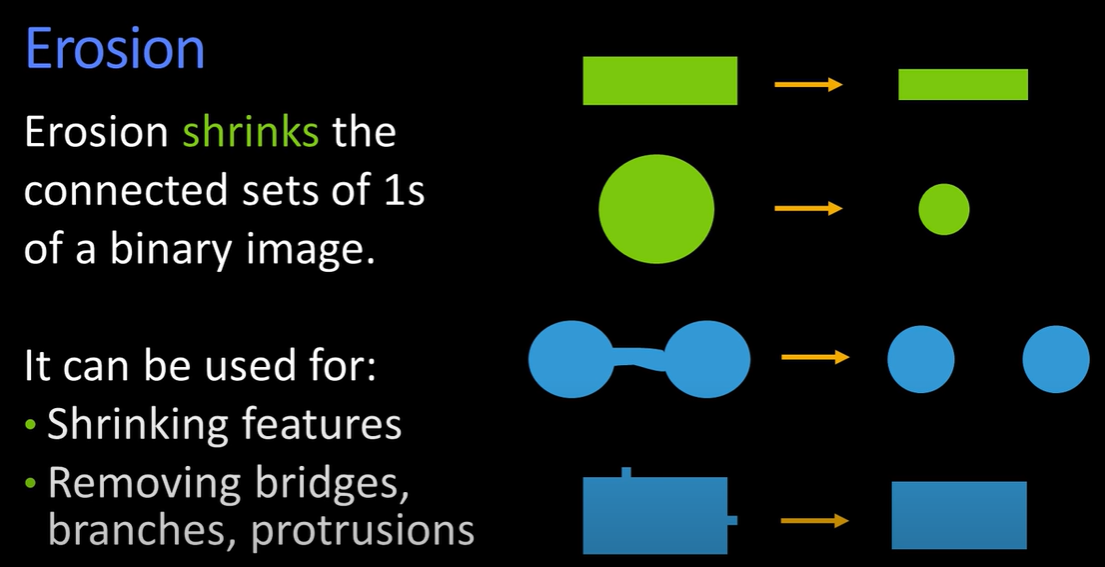 Erosion
Erosion shrinks the
connected sets of 1s
of a binary image.
It can be used for:
• Shrinking features
• Removing bridges,
branches, protrusions